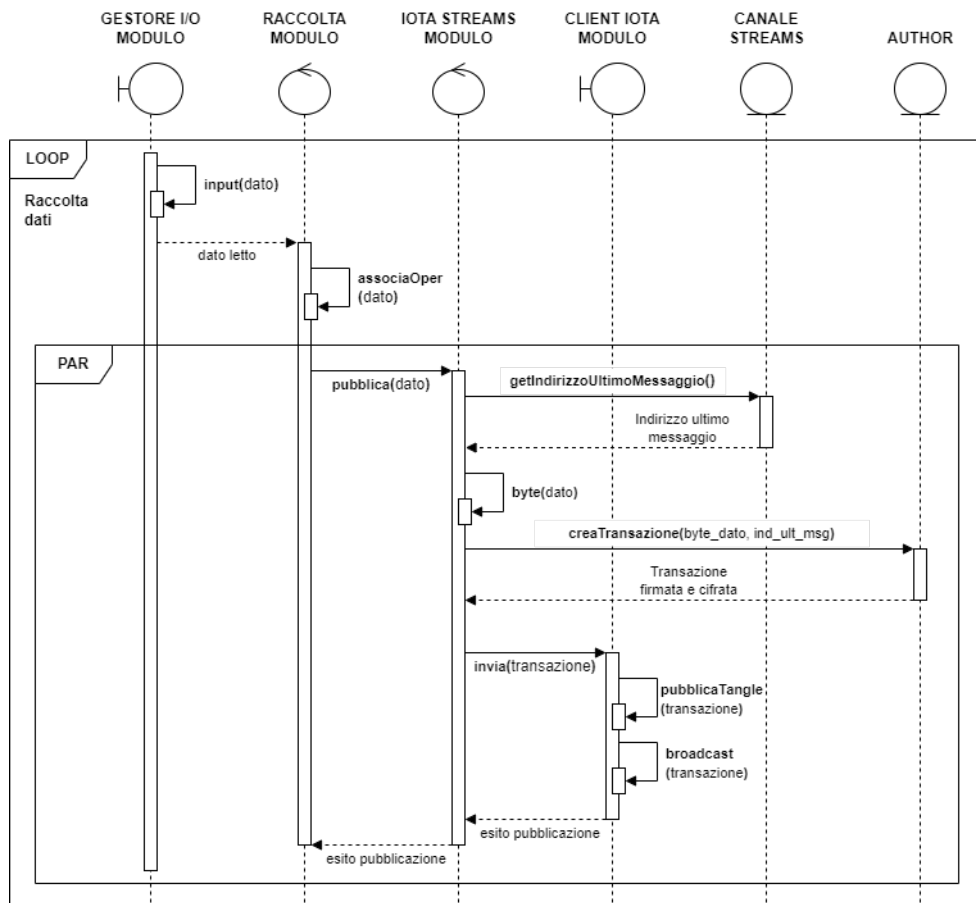 GESTORE I/O
MODULO
RACCOLTA
MODULO
IOTA STREAMS
MODULO
CLIENT IOTA
MODULO
CANALE
STREAMS
AUTHOR
LOOP
Raccolta
dati
input(dato)
dato letto
associaOper
(dato)
PAR
pubblica(dato)
getIndirizzoUltimoMessaggio()
Indirizzo ultimo
messaggio
byte(dato)
creaTransazione(byte_dato, ind_ult_msg)
Transazione
firmata e cifrata
invia(transazione)
pubblicaTangle
(transazione)
broadcast
(transazione)
esito pubblicazione
esito pubblicazione